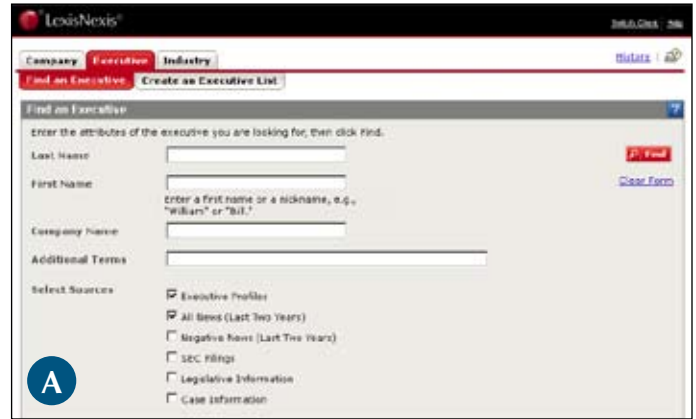 LexisNexis®
Switch Client | Help
Company Executive Industry
History |
Find an Executive Create an Executive List
Find an Executive ?
Enter the attributes of the executive you are looking for, then click Find.
Last Name
Find
First Name
Clear Form
Enter a first name or a nickname, e.g.,
"William" or "Bill."
Company Name
Additional Terms
Select Sources
Executive Profiles
All News (Last Two Years)
Negative News (Last Two Years)
SEC Filings
Legislative Information
Case Information
A